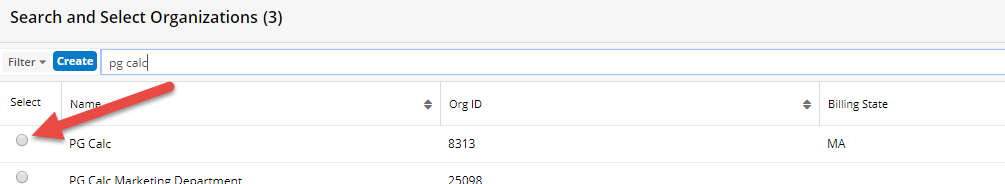 Search and Select Organizations (3)
Filter Create pg calc
Select Name Org ID Billing State
PG Calc 8313 MA
PG Calc Marketing Department 25098